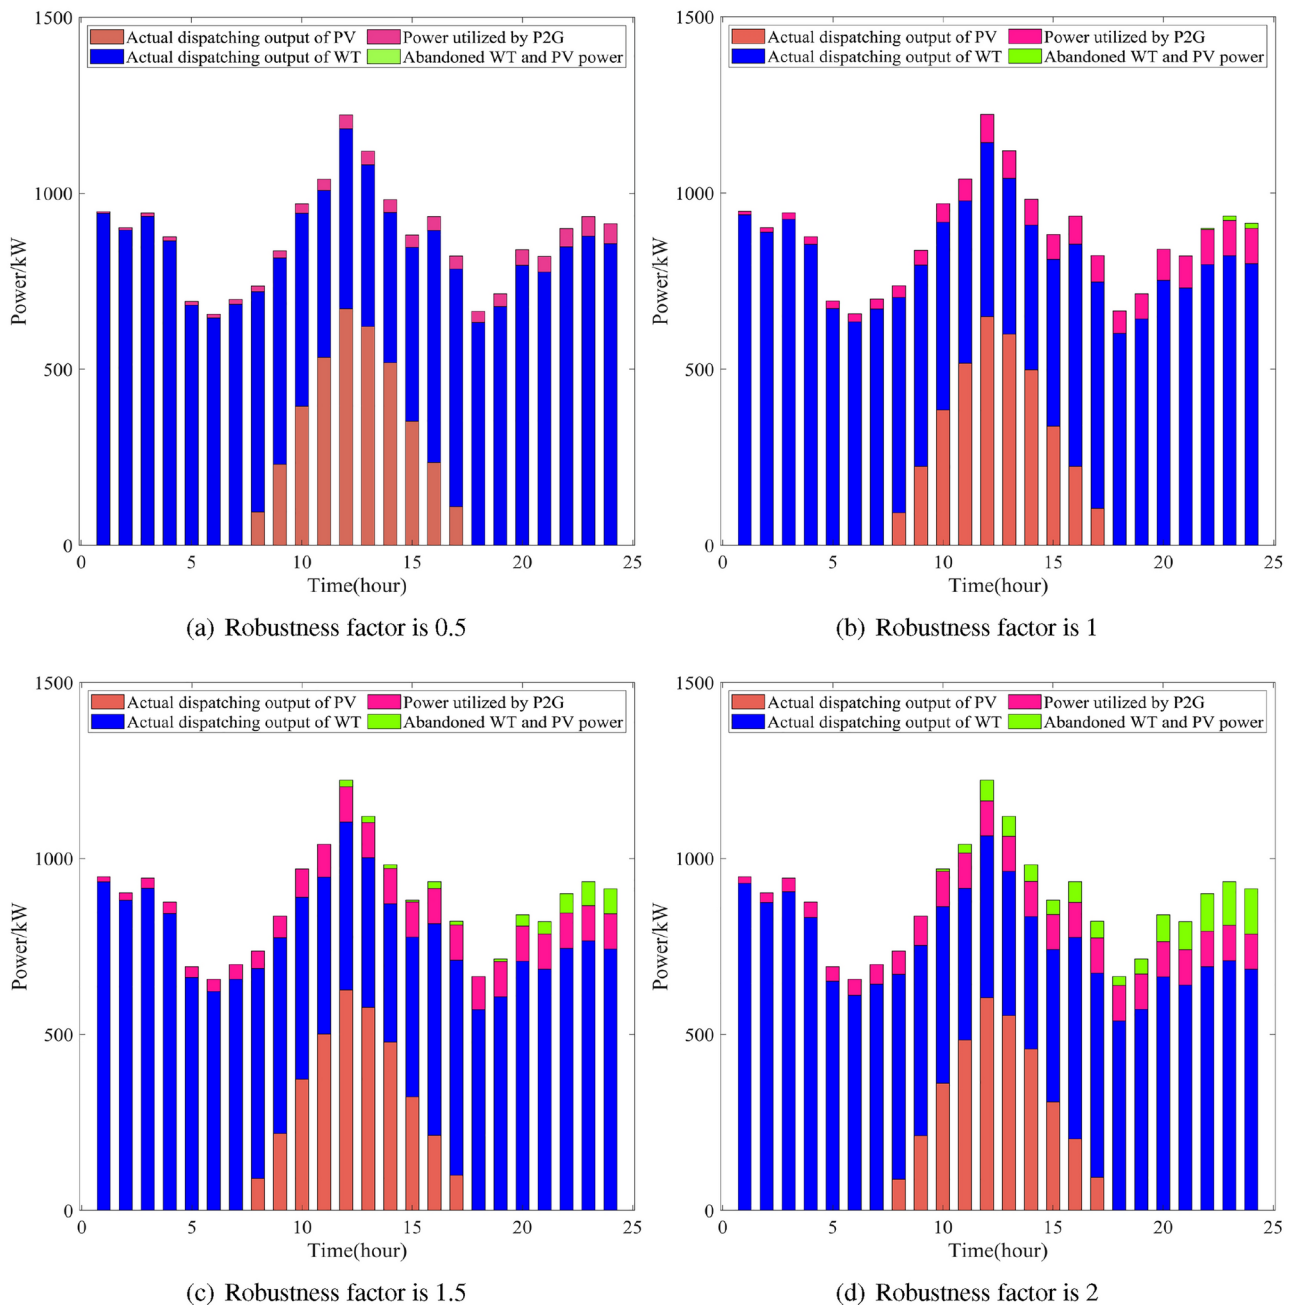 1500
Actual dispatching output of PV
Power utilized by P2G
Actual dispatching output of WT
Abandoned WT and PV power
1000
Power/kW
500
0
0 5 10 15 20 25
Time(hour)
(a) Robustness factor is 0.5
1500
Actual dispatching output of PV
Power utilized by P2G
Actual dispatching output of WT
Abandoned WT and PV power
1000
Power/kW
500
0
0 5 10 15 20 25
Time(hour)
(b) Robustness factor is 1
1500
Actual dispatching output of PV
Power utilized by P2G
Actual dispatching output of WT
Abandoned WT and PV power
1000
Power/kW
500
0
0 5 10 15 20 25
Time(hour)
(c) Robustness factor is 1.5
1500
Actual dispatching output of PV
Power utilized by P2G
Actual dispatching output of WT
Abandoned WT and PV power
1000
Power/kW
500
0
0 5 10 15 20 25
Time(hour)
(d) Robustness factor is 2